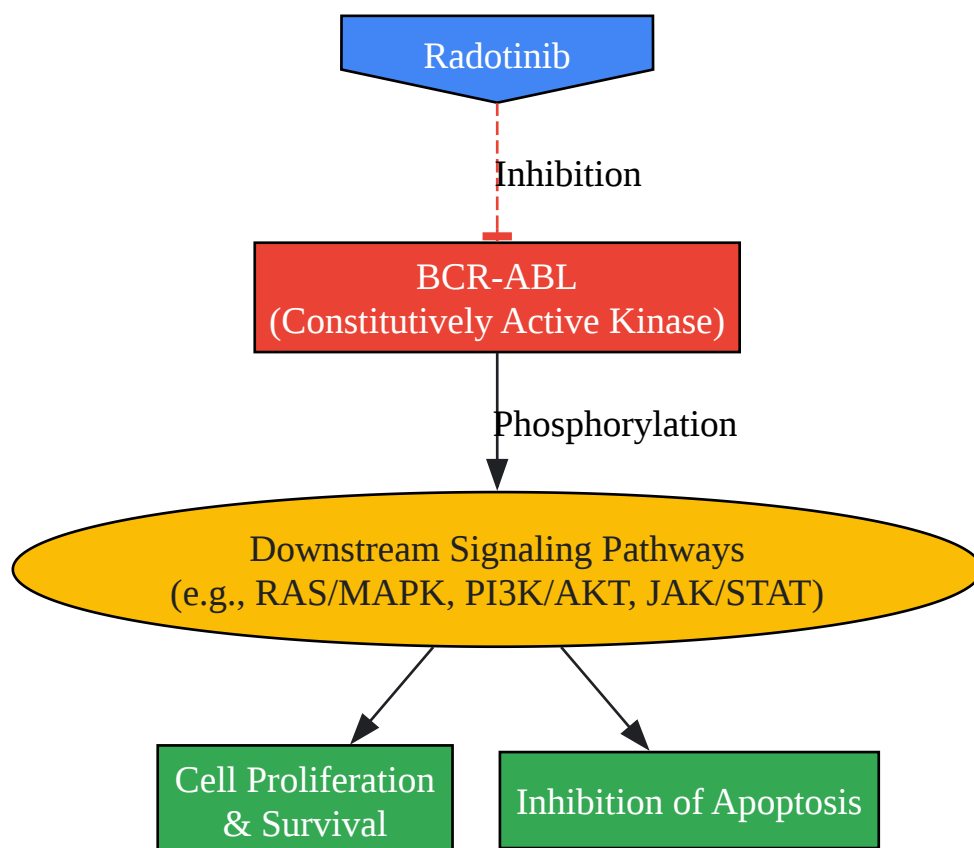 Radotinib
Inhibition
BCR-ABL
(Constitutively Active Kinase)
Phosphorylation
Downstream Signaling Pathways
(e.g., RAS/MAPK, PI3K/AKT, JAK/STAT)
Cell Proliferation
& Survival
Inhibition of Apoptosis